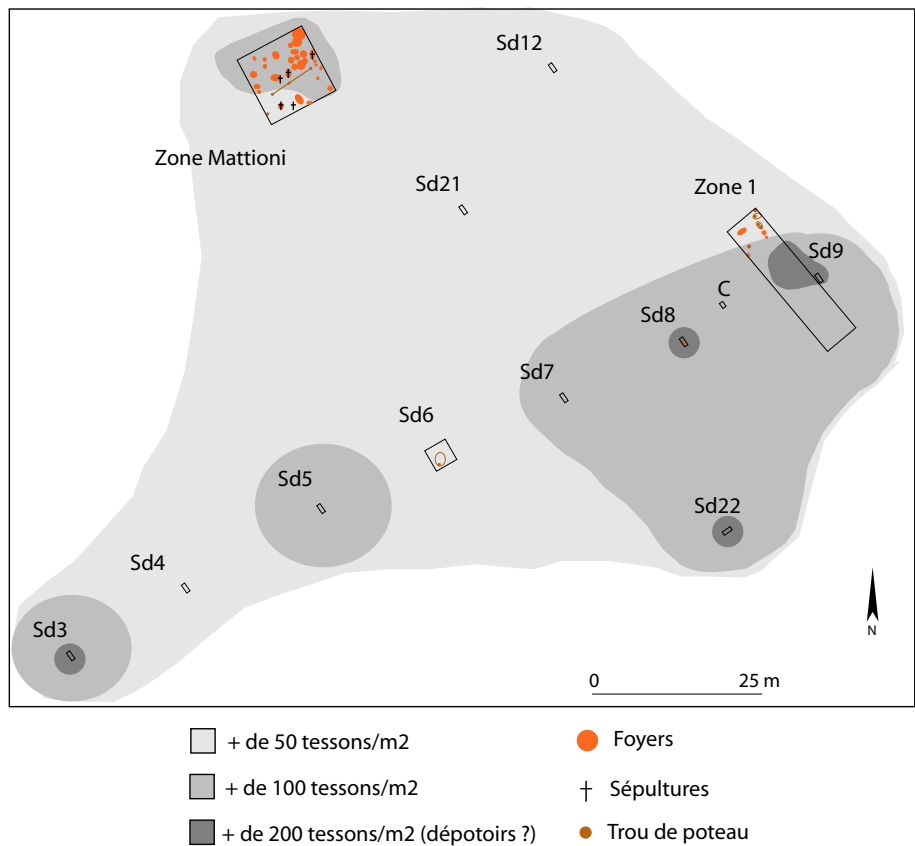 Sd12
Zone Mattioni
Sd21
Zone 1
Sd9
C
Sd8
Sd7
Sd6
Sd5
Sd22
Sd4
Sd3
N
0 25 m
+ de 50 tessons/m2
+ de 100 tessons/m2
+ de 200 tessons/m2 (dépotoirs ?)
Foyers
Sépultures
Trou de poteau